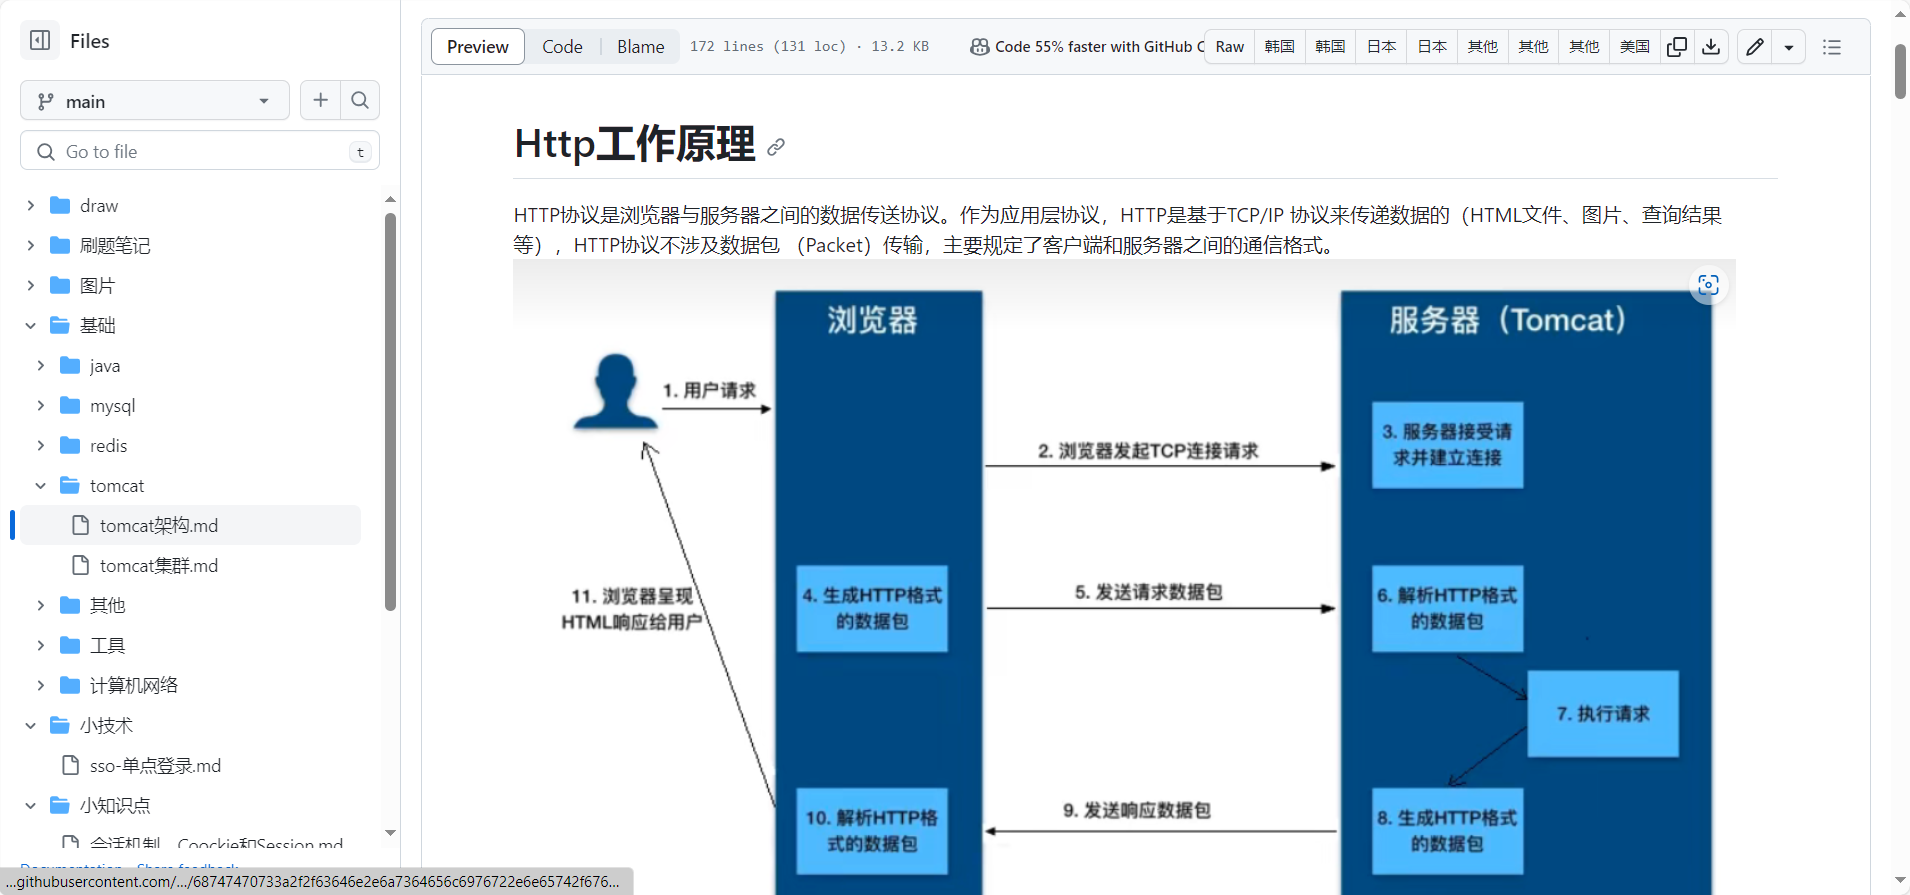 Files
main
Go to file
t
draw
刷题笔记
图片
基础
java
mysql
redis
tomcat
tomcat架构.md
tomcat集群.md
其他
工具
计算机网络
小技术
sso-单点登录.md
小知识点
会话机制、Coockie和Session.md
Documentation · Share feedback
...githubusercontent.com/.../68747470733a2f2f63646e2e6a7364656c6976722e6e65742f676...
Preview Code Blame 172 lines (131 loc) · 13.2 KB Code 55% faster with GitHub C Raw 韩国 韩国 日本 日本 其他 其他 其他 美国
Http工作原理
HTTP协议是浏览器与服务器之间的数据传送协议。作为应用层协议，HTTP是基于TCP/IP 协议来传递数据的（HTML文件、图片、查询结果
等），HTTP协议不涉及数据包 （Packet）传输，主要规定了客户端和服务器之间的通信格式。
浏览器
服务器（Tomcat）
1. 用户请求
2. 浏览器发起TCP连接请求
3. 服务器接受请
求并建立连接
4. 生成HTTP格式
的数据包
5. 发送请求数据包
6. 解析HTTP格式
的数据包
7. 执行请求
8. 生成HTTP格式
的数据包
9. 发送响应数据包
10. 解析HTTP格
式的数据包
11. 浏览器呈现
HTML响应给用户